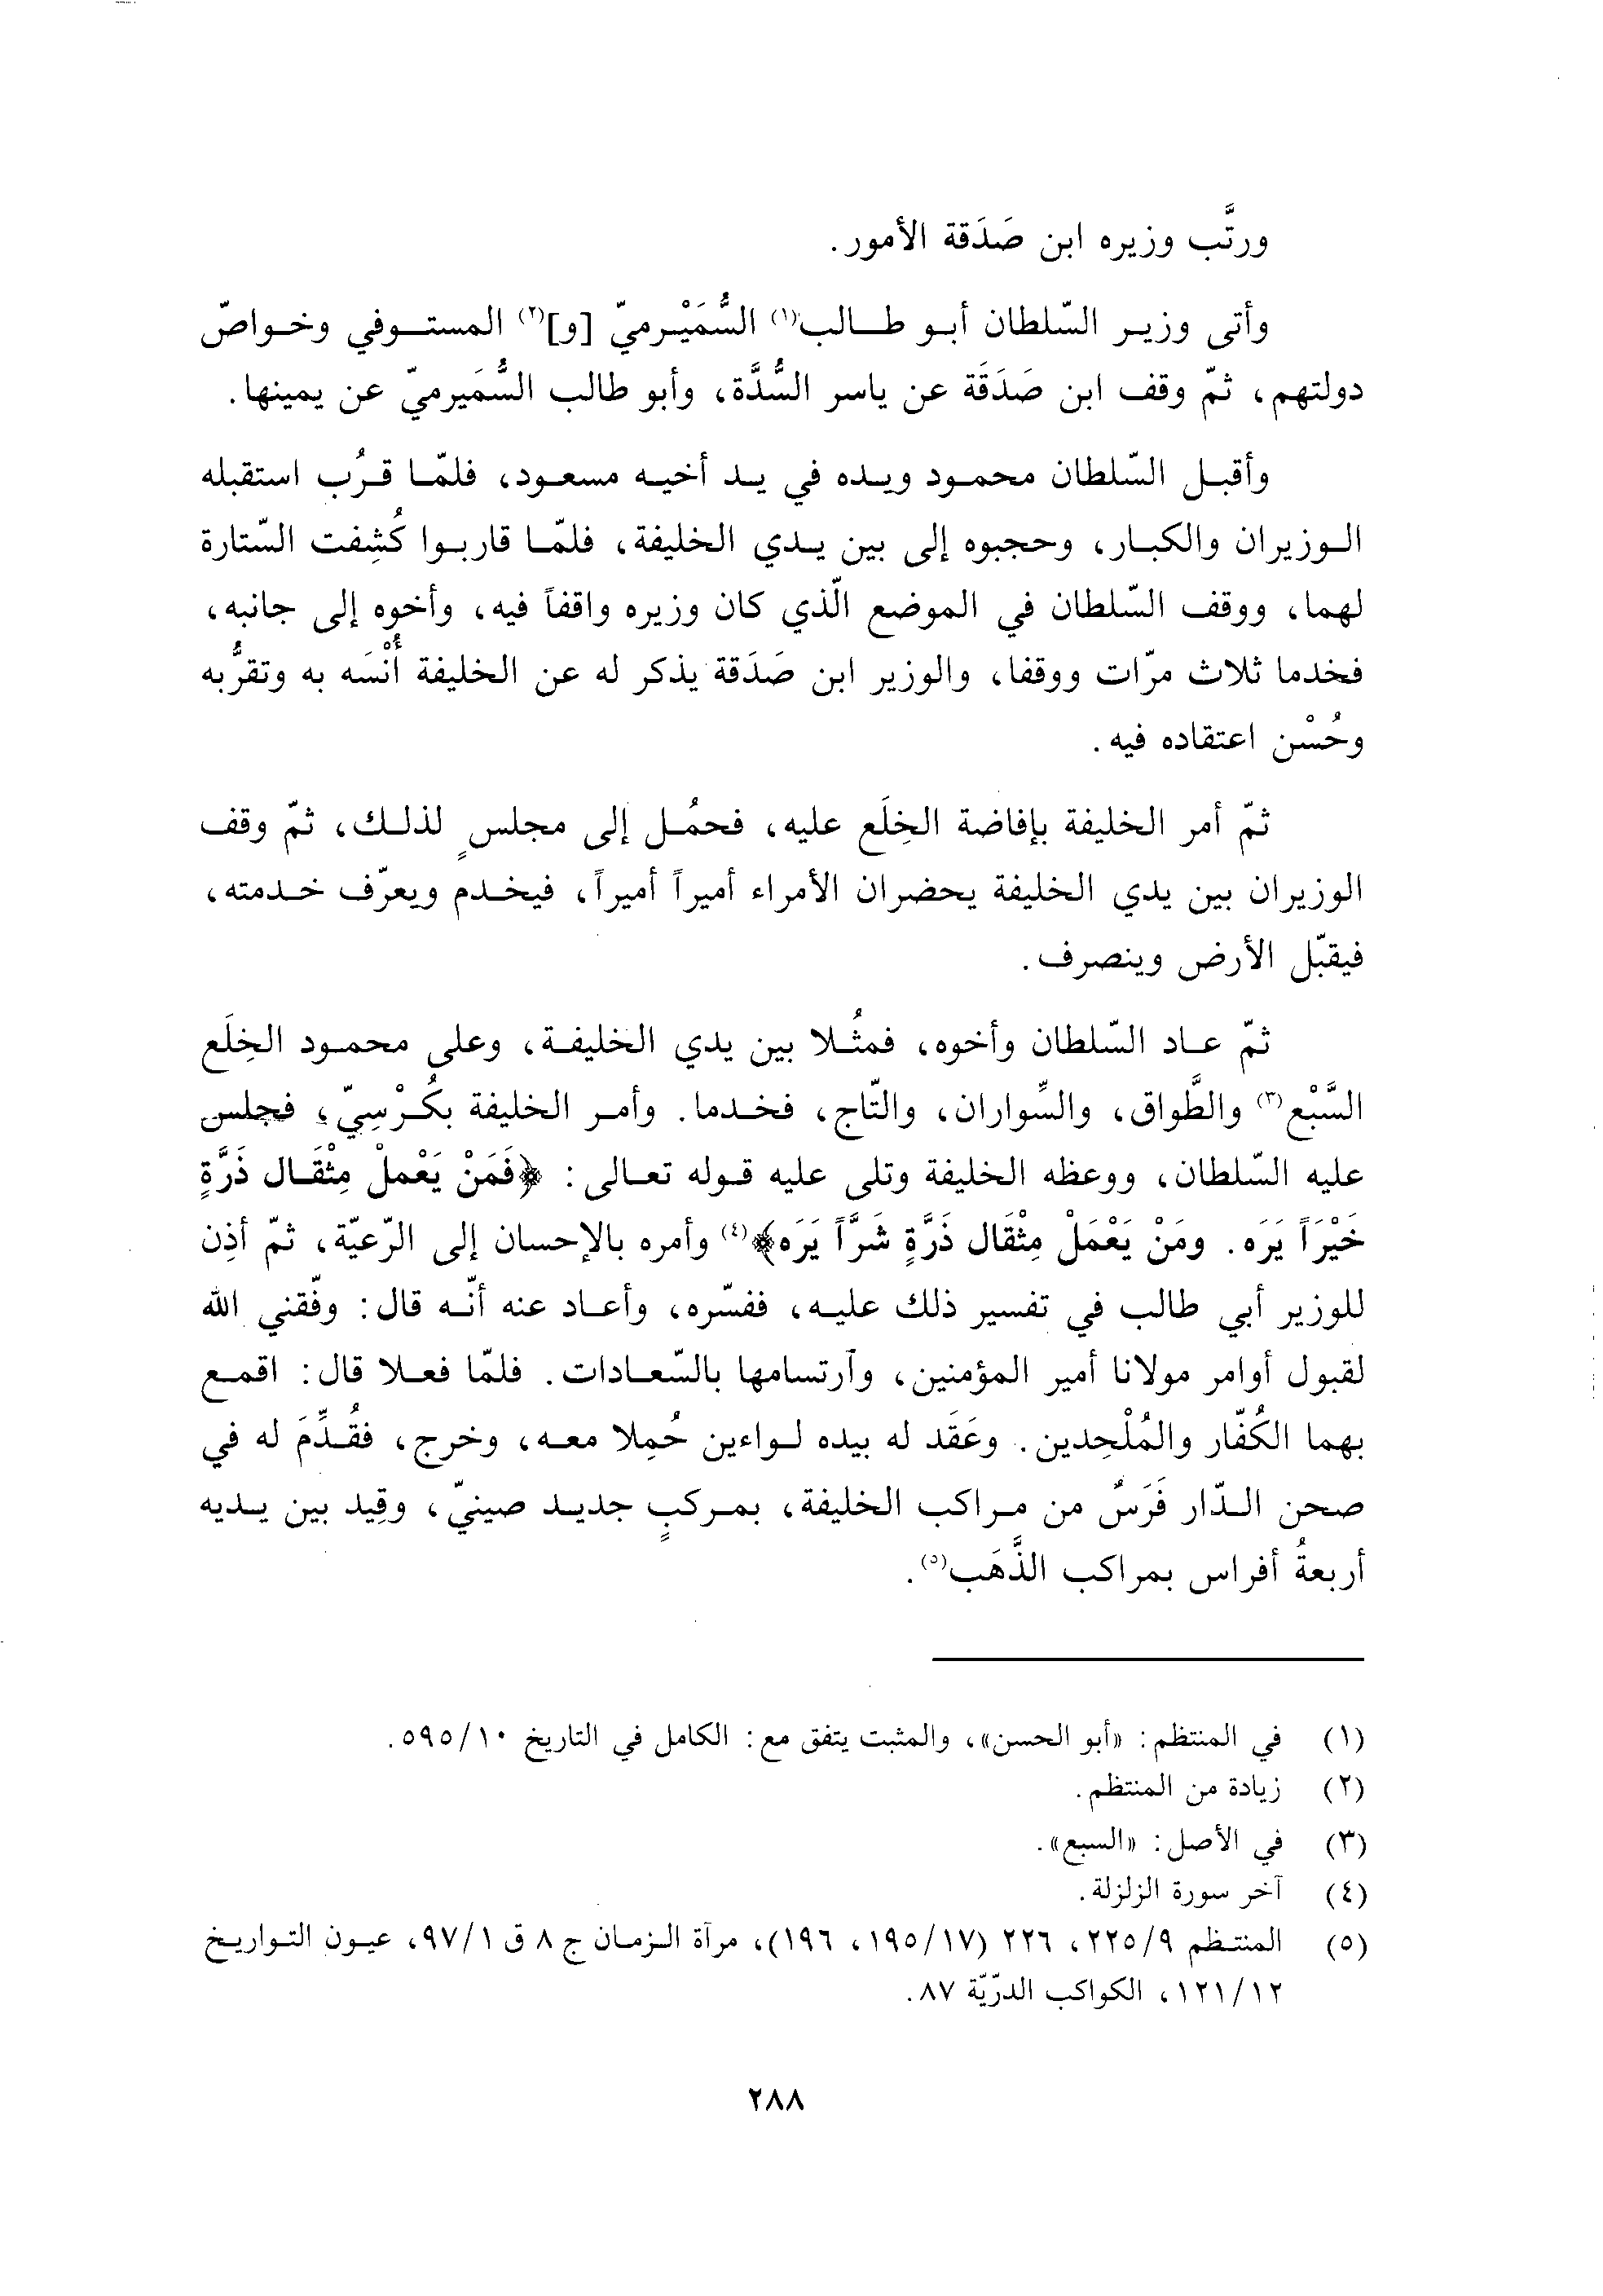 ورتَّب وزيره ابن صَدَقة الأمور.
وأتى وزير السّلطان أبو طالب(١) السُّمَيْرميّ [و](٢) المستوفي وخواصّ
دولتهم، ثمّ وقف ابن صَدَقَة عن ياسر السُّدَّة، وأبو طالب السُّمَيرميّ عن يمينها.
وأقبل السّلطان محمود ويده في يد أخيه مسعود، فلمّا قرُب استقبله
الوزيران والكبار، وحجبوه إلى بين يدي الخليفة، فلمّا قاربوا كُشِفت السّتارة
لهما، ووقف السّلطان في الموضع الّذي كان وزيره واقفاً فيه، وأخوه إلى جانبه،
فخدما ثلاث مرّات ووقفا، والوزير ابن صَدَقة يذكر له عن الخليفة أُنْسَه به وتقرُّبه
وحُسْن اعتقاده فيه.
ثمّ أمر الخليفة بإفاضة الخِلَع عليه، فحمُل إلى مجلسٍ لذلك، ثمّ وقف
الوزيران بين يدي الخليفة يحضران الأمراء أميراً أميراً، فيخدم ويعرّف خدمته،
فيقبّل الأرض وينصرف.
ثمّ عاد السّلطان وأخوه، فمثُلا بين يدي الخليفة، وعلى محمود الخِلَع
السَّبْع(٣) والطَّواق، والسِّواران، والتّاج، فخدما. وأمر الخليفة بكُرْسيّ، فجلس
عليه السّلطان، ووعظه الخليفة وتلى عليه قوله تعالى: ﴿فَمَنْ يَعْملْ مِثْقَال ذَرَّةٍ
خَيْرَاً يَرَه. ومَنْ يَعْمَلْ مِثْقَال ذَرَّةٍ شَرَّاً يَرَه﴾(٤) وأمره بالإحسان إلى الرّعيّة، ثمّ أذِن
للوزير أبي طالب في تفسير ذلك عليه، ففسّره، وأعاد عنه أنّه قال: وفّقني الله
لقبول أوامر مولانا أمير المؤمنين، وآرتسامها بالسّعادات. فلمّا فعلا قال: اقمع
بهما الكُفّار والمُلْحِدين. وعَقَد له بيده لواءين حُمِلا معه، وخرج، فقُدِّمَ له في
صحن الدّار فَرَسٌ من مراكب الخليفة، بمركبٍ جديد صينيّ، وقِيد بين يديه
أربعةُ أفراس بمراكب الذَّهَب(٥).
(١) في المنتظم: «أبو الحسن»، والمثبت يتفق مع: الكامل في التاريخ ٥٩٥/١٠.
(٢) زيادة من المنتظم.
(٣) في الأصل: «السبع».
(٤) آخر سورة الزلزلة.
(٥) المنتظم ٢٢٥/٩، ٢٢٦ (١٩٥/١٧، ١٩٦)، مرآة الزمان ج ٨ ق ٩٧/١، عيون التواريخ
١٢١/١٢، الكواكب الدرّيّة ٨٧.
٢٨٨